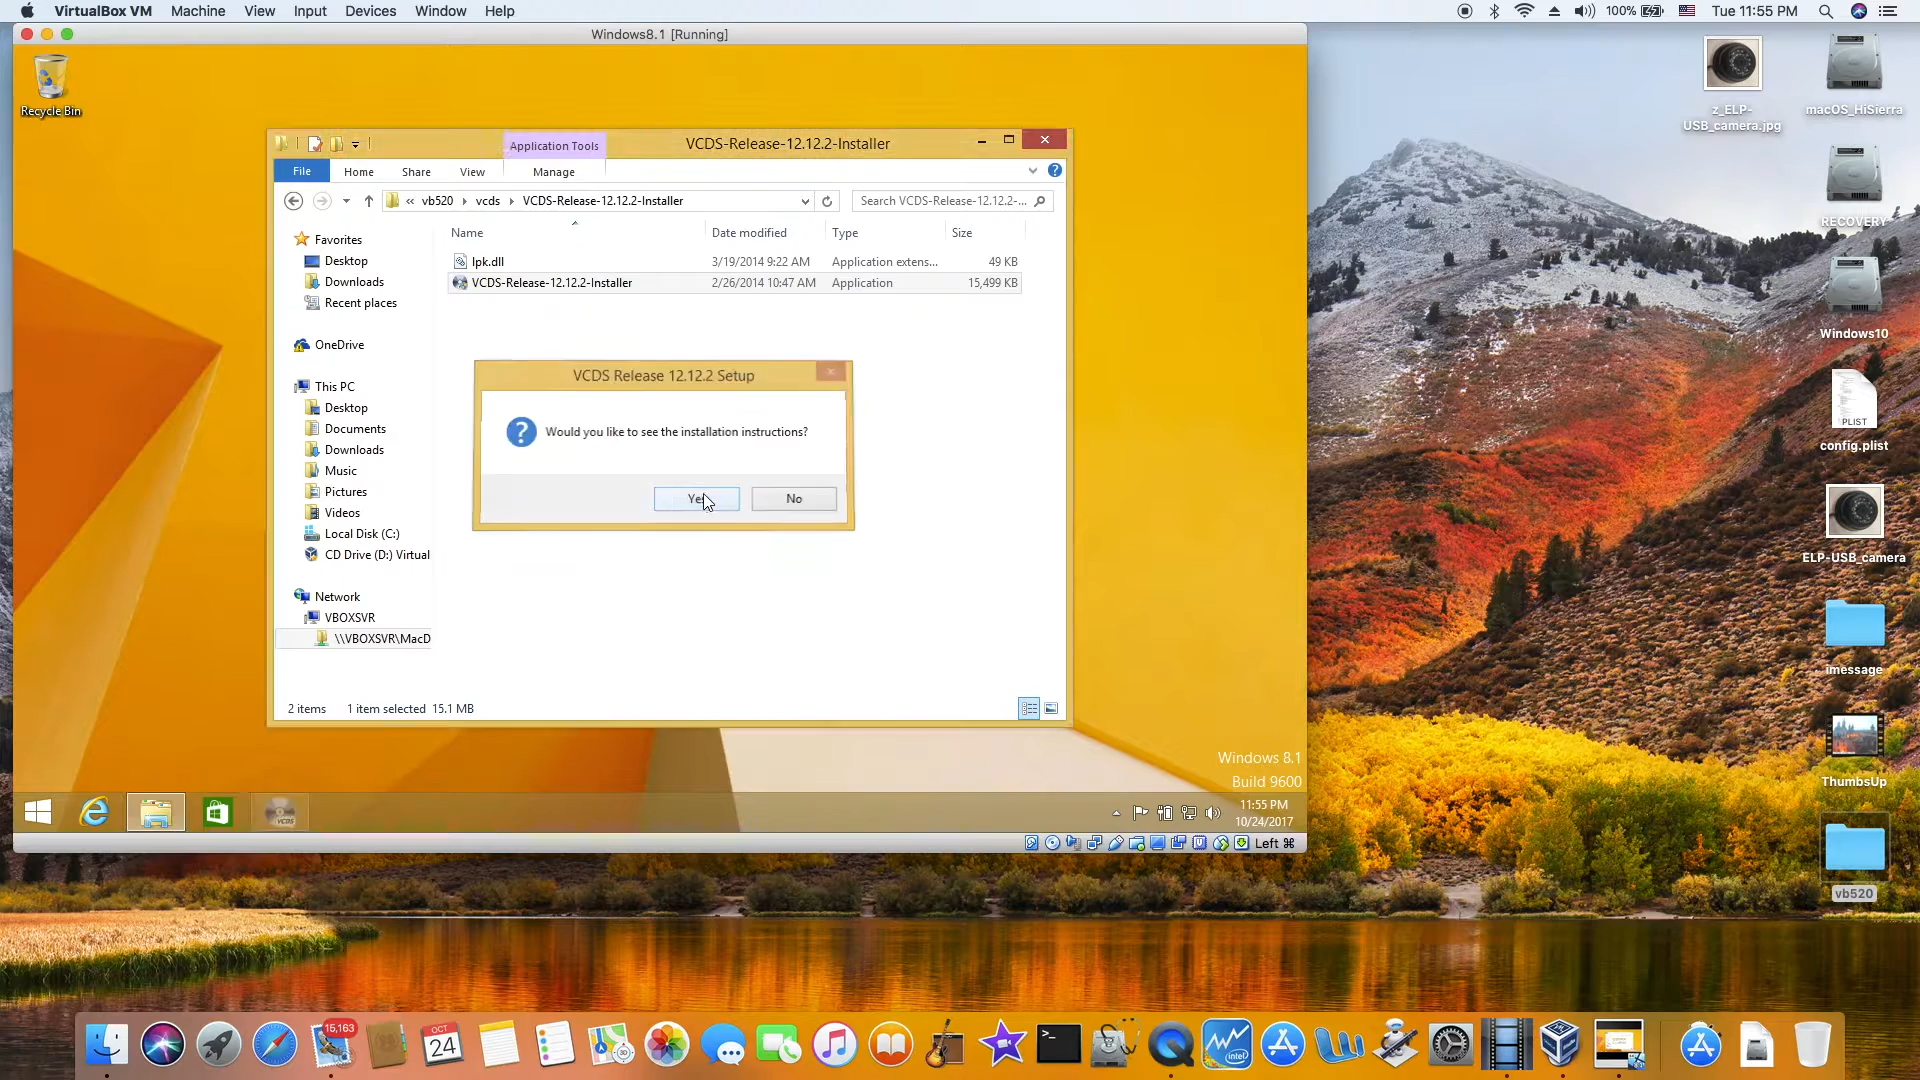 VirtualBox VM Machine View Input Devices Window Help 100% Tue 11:55 PM
Windows8.1 [Running]
Recycle Bin
Application Tools VCDS-Release-12.12.2-Installer
File Home Share View Manage
vb520 vcds VCDS-Release-12.12.2-Installer Search VCDS-Release-12.12.2-...
Name Date modified Type Size
lpk.dll 3/19/2014 9:22 AM Application extens... 49 KB
VCDS-Release-12.12.2-Installer 2/26/2014 10:47 AM Application 15,499 KB
Favorites
Desktop
Downloads
Recent places
OneDrive
This PC
Desktop
Documents
Downloads
Music
Pictures
Videos
Local Disk (C:)
CD Drive (D:) Virtual
Network
VBOXSVR
\\VBOXSVR\MacD
VCDS Release 12.12.2 Setup
Would you like to see the installation instructions?
Yes No
2 items 1 item selected 15.1 MB
Windows 8.1
Build 9600
VCDS
11:55 PM
10/24/2017
Left ⌘
z_ELP-
USB_camera.jpg
macOS_HiSierra
RECOVERY
Windows10
PLIST
config.plist
ELP-USB_camera
imessage
ThumbsUp
vb520
15,163
OCT
24
3D
intel